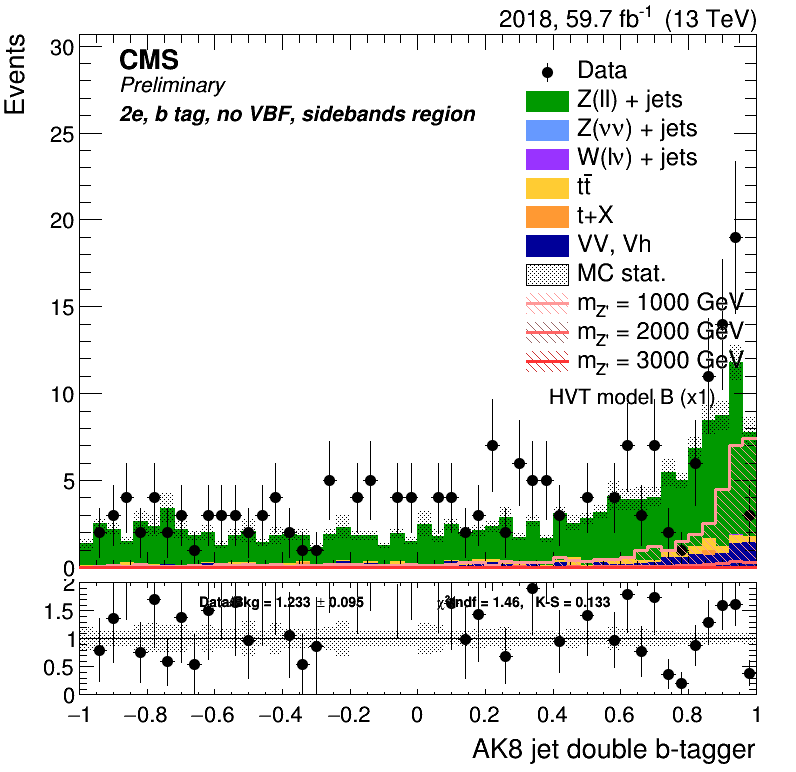 2018, 59.7 fb⁻¹ (13 TeV)
Events
CMS
Preliminary
2e, b tag, no VBF, sidebands region
Data
Z(ll) + jets
Z(νν) + jets
W(lν) + jets
tt̄
t+X
VV, Vh
MC stat.
m_Z' = 1000 GeV
m_Z' = 2000 GeV
m_Z' = 3000 GeV
HVT model B (x1)
30
25
20
15
10
5
0
Data/Bkg = 1.233 ± 0.095
χ²/ndf = 1.46, K-S = 0.133
2
1.5
1
0.5
0
−1 −0.8 −0.6 −0.4 −0.2 0 0.2 0.4 0.6 0.8 1
AK8 jet double b-tagger